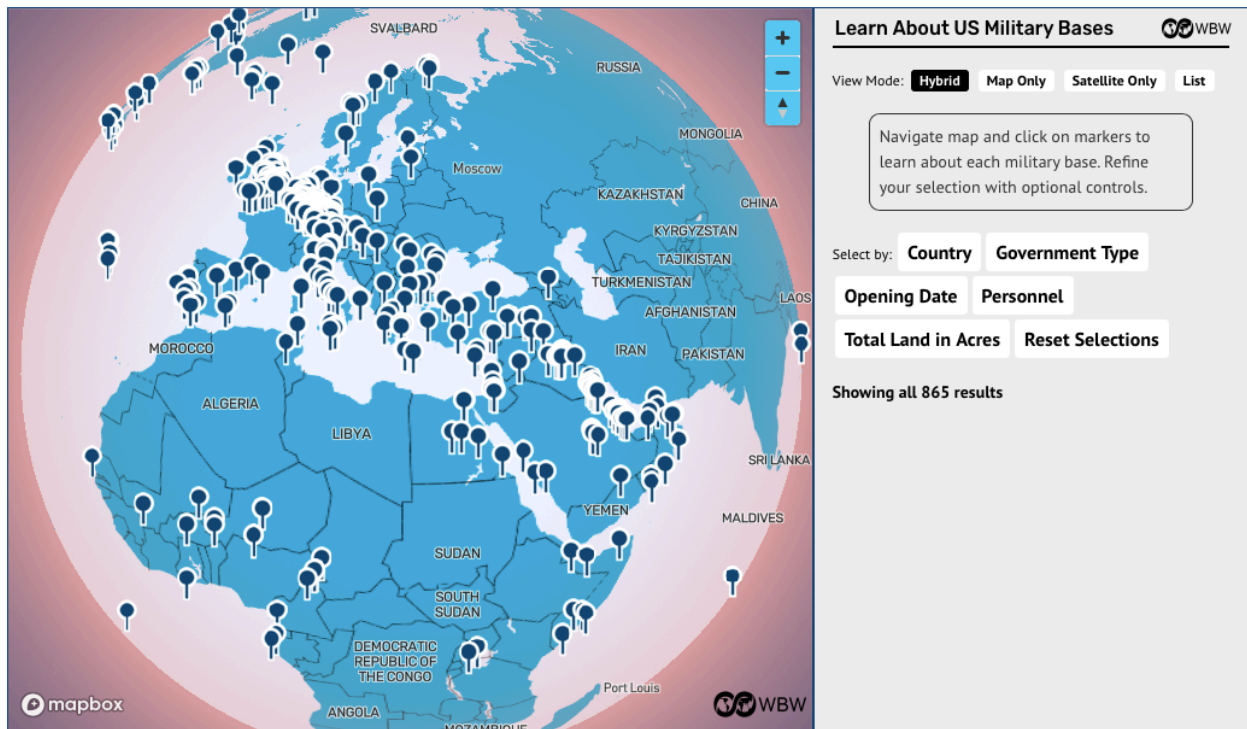 SVALBARD
RUSSIA
MONGOLIA
Moscow
KAZAKHSTAN
CHINA
KYRGYZSTAN
TAJIKISTAN
TURKMENISTAN
LAOS
AFGHANISTAN
MOROCCO
IRAN
PAKISTAN
ALGERIA
LIBYA
SRI LANKA
YEMEN
MALDIVES
SUDAN
SOUTH
SUDAN
DEMOCRATIC
REPUBLIC OF
THE CONGO
Port Louis
ANGOLA
MOZAMBIQUE
mapbox
WBW
+
−
Learn About US Military Bases
WBW
View Mode: Hybrid Map Only Satellite Only List
Navigate map and click on markers to
learn about each military base. Refine
your selection with optional controls.
Select by: Country Government Type
Opening Date Personnel
Total Land in Acres Reset Selections
Showing all 865 results